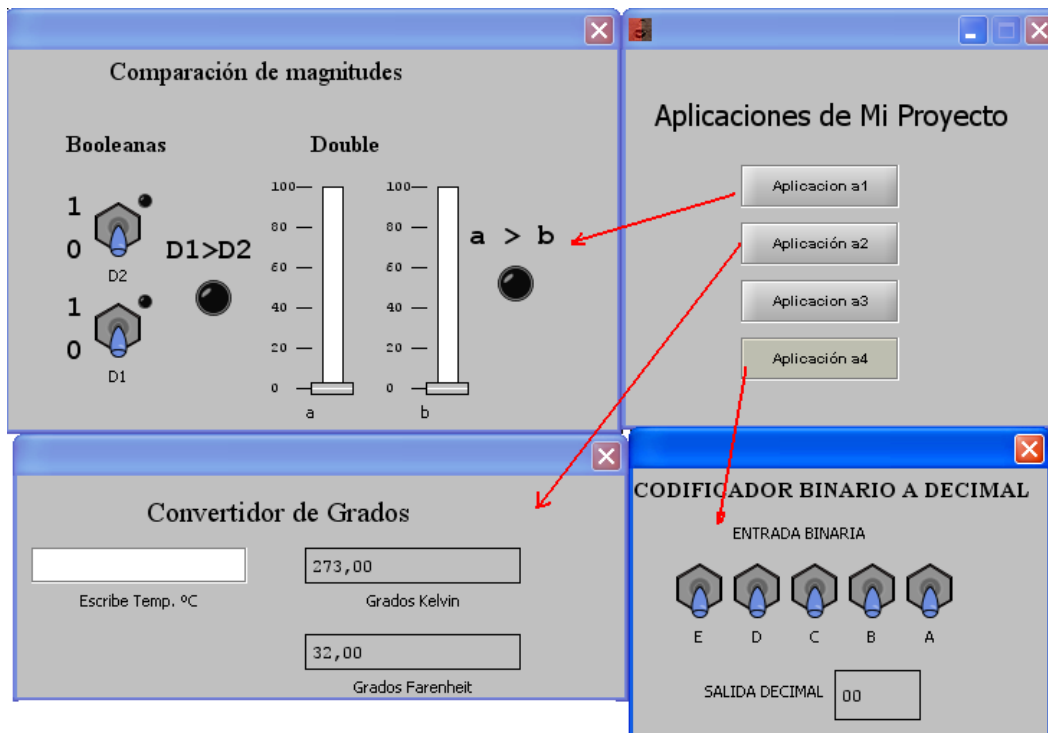 Comparación de magnitudes
Booleanas
Double
1
0
D2
D1>D2
1
0
D1
100
80
60
40
20
0
a
100
80
60
40
20
0
b
a > b
Aplicaciones de Mi Proyecto
Aplicacion a1
Aplicación a2
Aplicacion a3
Aplicación a4
Convertidor de Grados
Escribe Temp. ºC
273,00
Grados Kelvin
32,00
Grados Farenheit
CODIFICADOR BINARIO A DECIMAL
ENTRADA BINARIA
E D C B A
SALIDA DECIMAL 00